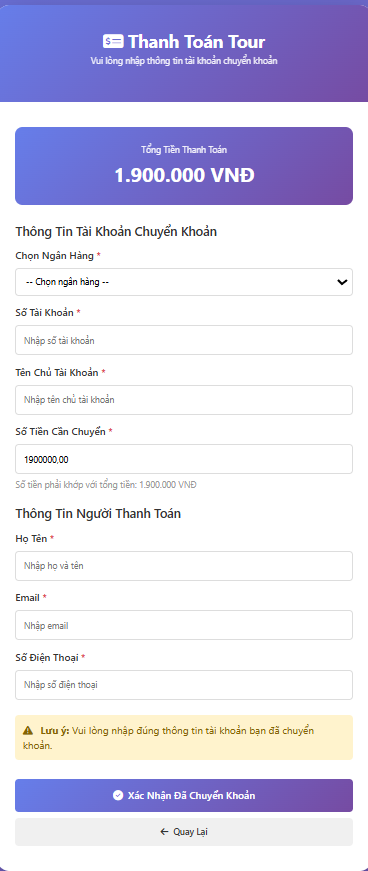 Thanh Toán Tour
Vui lòng nhập thông tin tài khoản chuyển khoản
Tổng Tiền Thanh Toán
1.900.000 VNĐ
Thông Tin Tài Khoản Chuyển Khoản
Chọn Ngân Hàng *
-- Chọn ngân hàng --
Số Tài Khoản *
Nhập số tài khoản
Tên Chủ Tài Khoản *
Nhập tên chủ tài khoản
Số Tiền Cần Chuyển *
1900000,00
Số tiền phải khớp với tổng tiền: 1.900.000 VNĐ
Thông Tin Người Thanh Toán
Họ Tên *
Nhập họ và tên
Email *
Nhập email
Số Điện Thoại *
Nhập số điện thoại
Lưu ý: Vui lòng nhập đúng thông tin tài khoản bạn đã chuyển
khoản.
Xác Nhận Đã Chuyển Khoản
Quay Lại